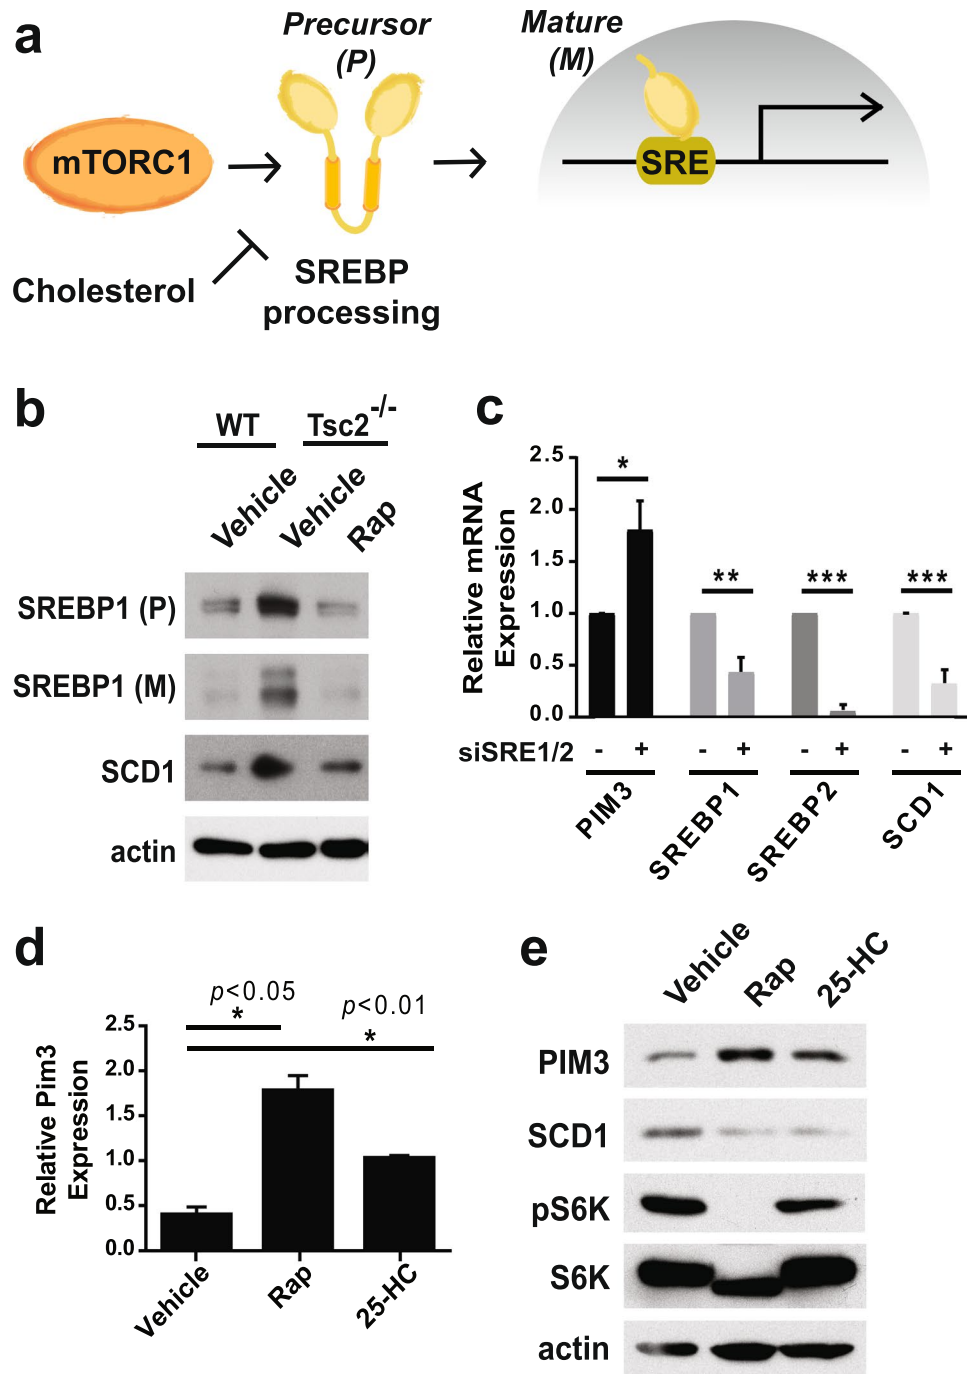 a
Precursor
(P)
Mature
(M)
mTORC1
SRE
Cholesterol
SREBP
processing
b
WT
Tsc2-/-
Vehicle
Vehicle
Rap
SREBP1 (P)
SREBP1 (M)
SCD1
actin
c
Relative mRNA
Expression
2.5
2.0
1.5
1.0
0.5
0.0
*
**
***
***
siSRE1/2
- + - + - + - +
PIM3
SREBP1
SREBP2
SCD1
d
Relative Pim3
Expression
2.5
2.0
1.5
1.0
0.5
0.0
p<0.05
*
p<0.01
*
Vehicle
Rap
25-HC
e
Vehicle
Rap
25-HC
PIM3
SCD1
pS6K
S6K
actin